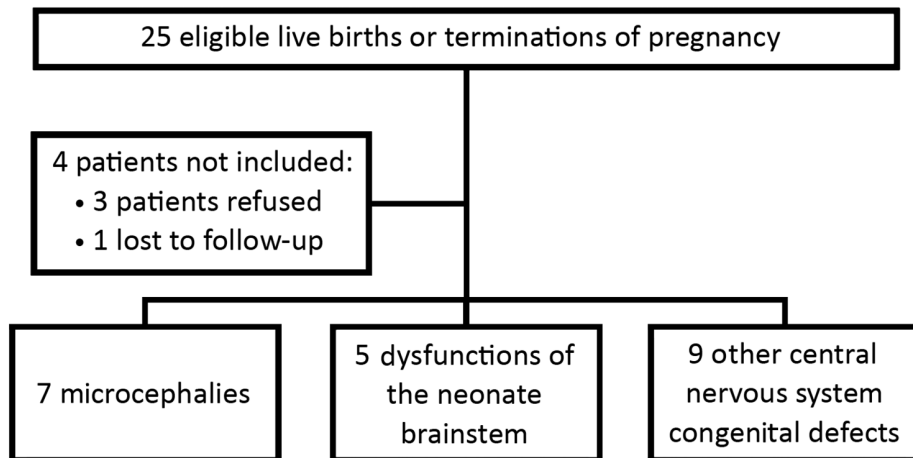 25 eligible live births or terminations of pregnancy
4 patients not included:
• 3 patients refused
• 1 lost to follow-up
7 microcephalies
5 dysfunctions of
the neonate
brainstem
9 other central
nervous system
congenital defects